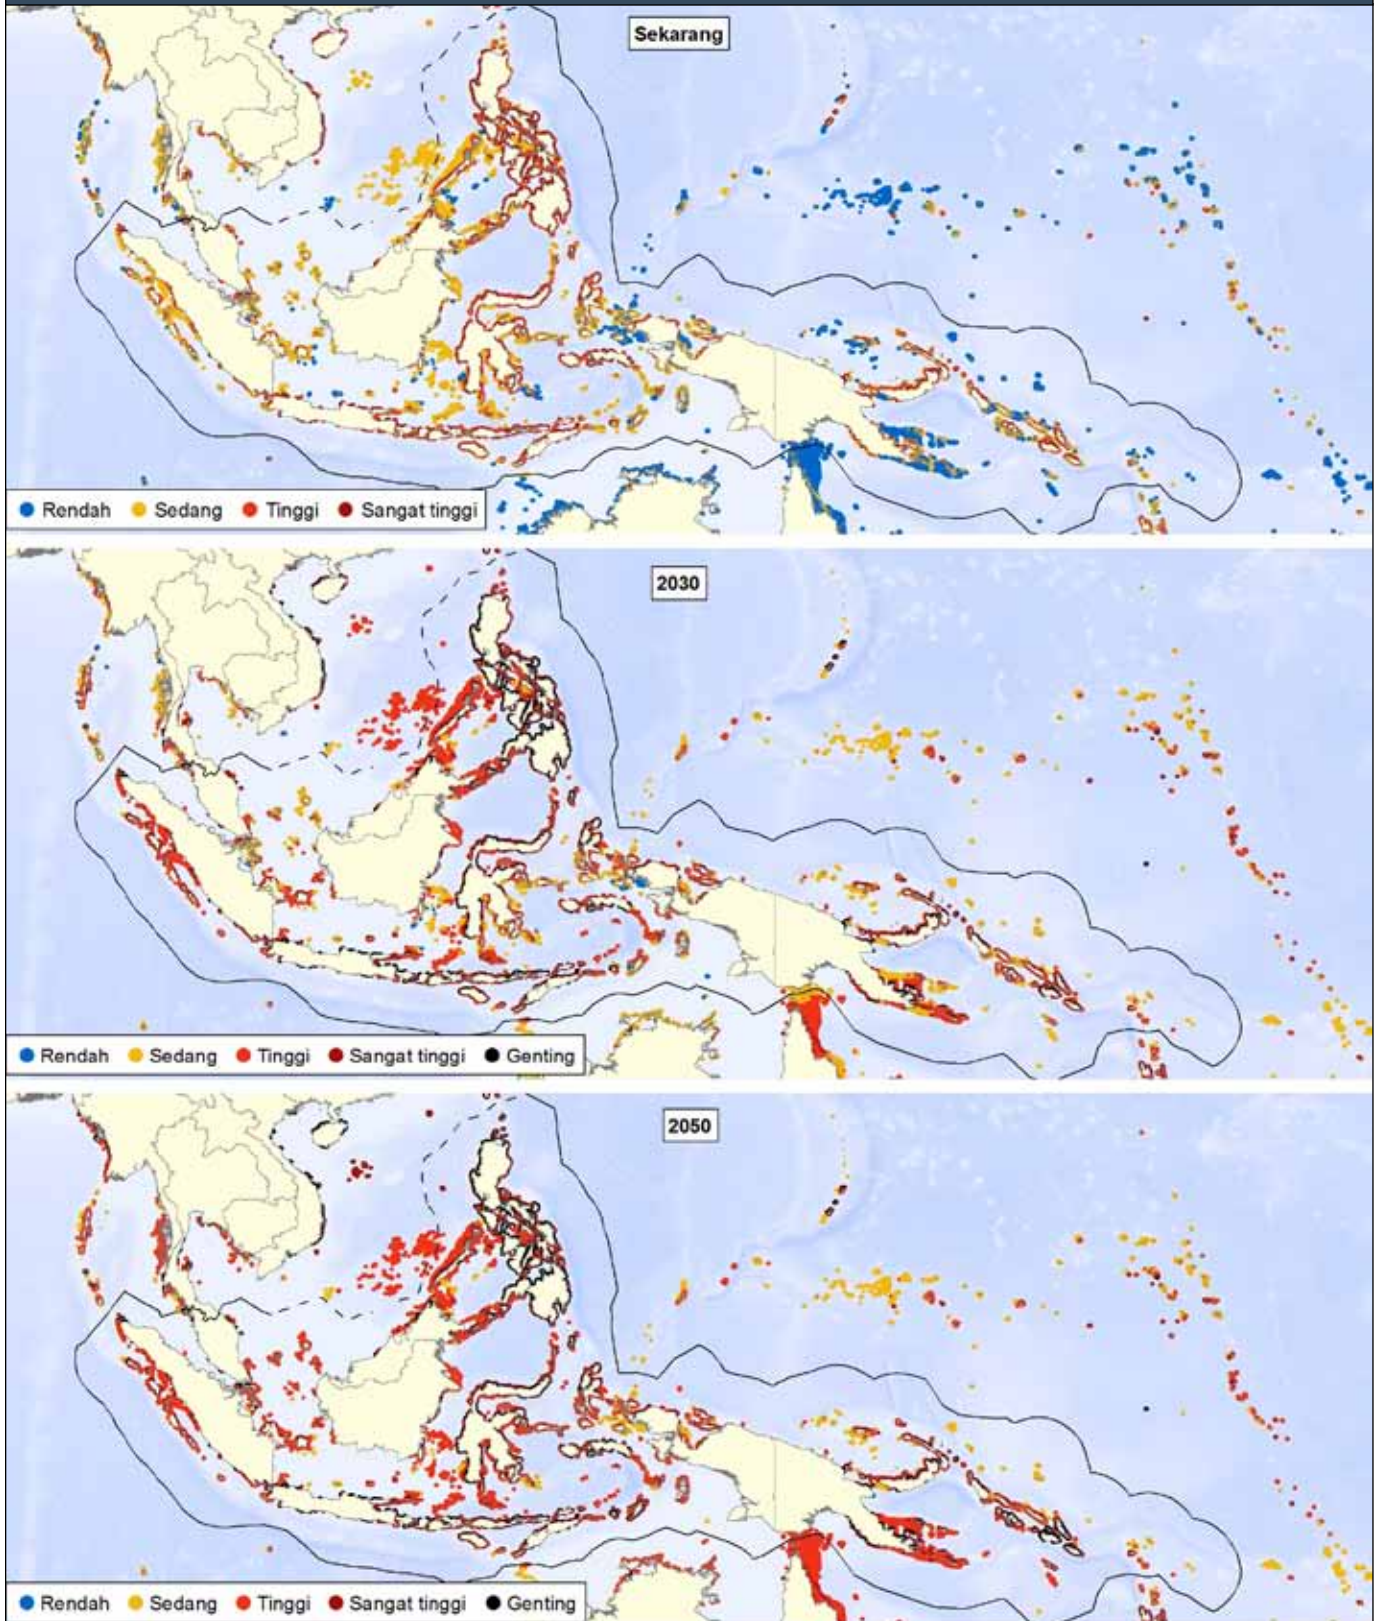 Sekarang
Rendah Sedang Tinggi Sangat tinggi
2030
Rendah Sedang Tinggi Sangat tinggi Genting
2050
Rendah Sedang Tinggi Sangat tinggi Genting